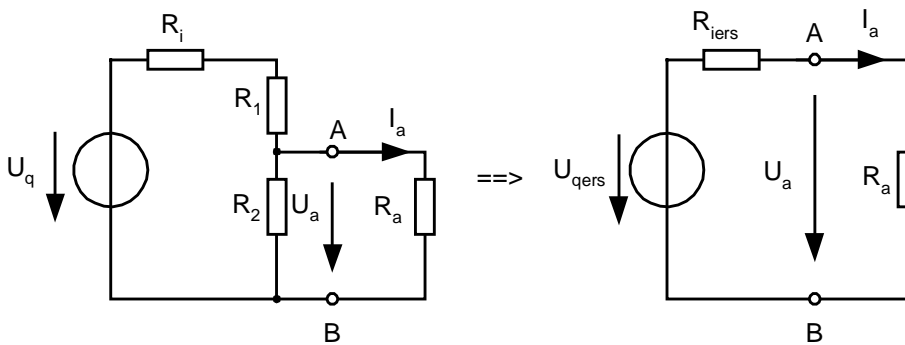 R_i
R_1
A
I_a
U_q
R_2
U_a
R_a
B
==>
R_iers
A
I_a
U_qers
U_a
R_a
B